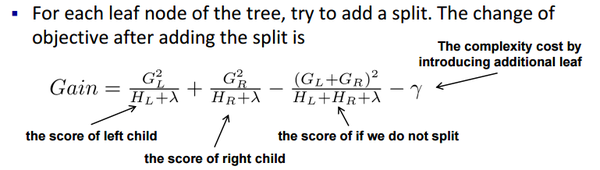 ▪ For each leaf node of the tree, try to add a split. The change of
objective after adding the split is
The complexity cost by
introducing additional leaf
Gain = G_L^2/(H_L+λ) + G_R^2/(H_R+λ) − (G_L+G_R)^2/(H_L+H_R+λ) − γ
the score of left child
the score of if we do not split
the score of right child